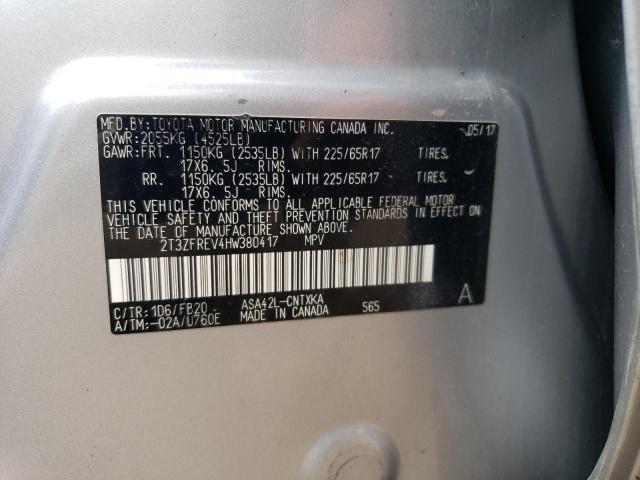 MFD.BY:TOYOTA MOTOR MANUFACTURING CANADA INC. 05/17
GVWR:2055KG (4525LB)
GAWR:FRT. 1150KG (2535LB) WITH 225/65R17 TIRES.
17X6.5J RIMS.
RR. 1150KG (2535LB) WITH 225/65R17 TIRES.
17X6.5J RIMS.
THIS VEHICLE CONFORMS TO ALL APPLICABLE FEDERAL MOTOR
VEHICLE SAFETY AND THEFT PREVENTION STANDARDS IN EFFECT ON
THE DATE OF MANUFACTURE SHOWN ABOVE.
2T3ZFREV4HW380417 MPV
C/TR:1D6/FB20 ASA42L-CNTXKA 565 A
A/TM:-02A/U760E MADE IN CANADA